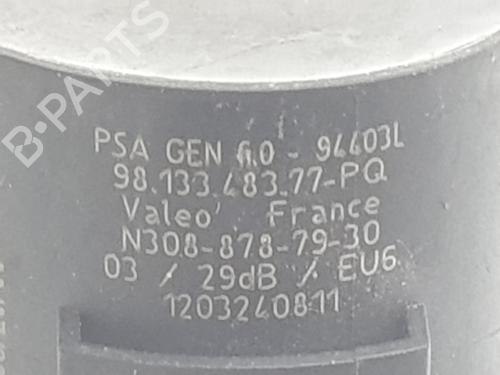 B-PARTS
PSA GEN 6.0 - 94403L
98.133.483.77-PQ
Valeo, France
N308-878-79-30
03 / 29dB / EU6
1203240811